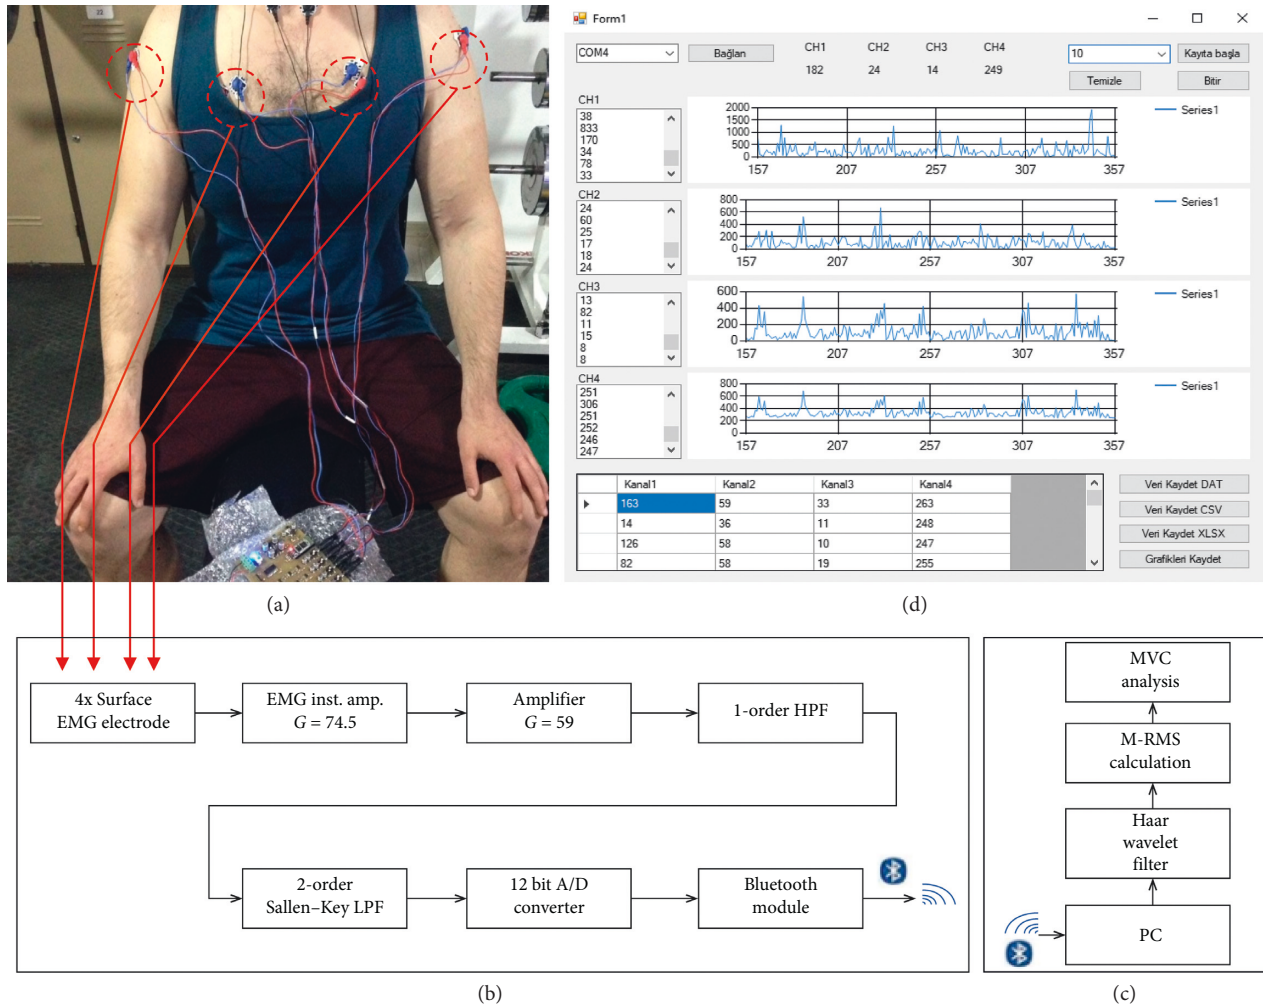 Form1
COM4
Bağlan
CH1 CH2 CH3 CH4
182 24 14 249
10
Kayıta başla
Temizle
Bitir
CH1
38
833
170
34
78
33
2000
1500
1000
500
0
157 207 257 307 357
Series1
CH2
24
60
25
17
18
24
800
600
400
200
0
157 207 257 307 357
Series1
CH3
13
82
11
15
8
8
600
400
200
0
157 207 257 307 357
Series1
CH4
251
306
251
252
246
247
800
600
400
200
0
157 207 257 307 357
Series1
Kanal1 Kanal2 Kanal3 Kanal4
163 59 33 263
14 36 11 248
126 58 10 247
82 58 19 255
Veri Kaydet DAT
Veri Kaydet CSV
Veri Kaydet XLSX
Grafikleri Kaydet
(a)
(d)
4x Surface
EMG electrode
EMG inst. amp.
G = 74.5
Amplifier
G = 59
1-order HPF
2-order
Sallen–Key LPF
12 bit A/D
converter
Bluetooth
module
(b)
MVC
analysis
M-RMS
calculation
Haar
wavelet
filter
PC
(c)